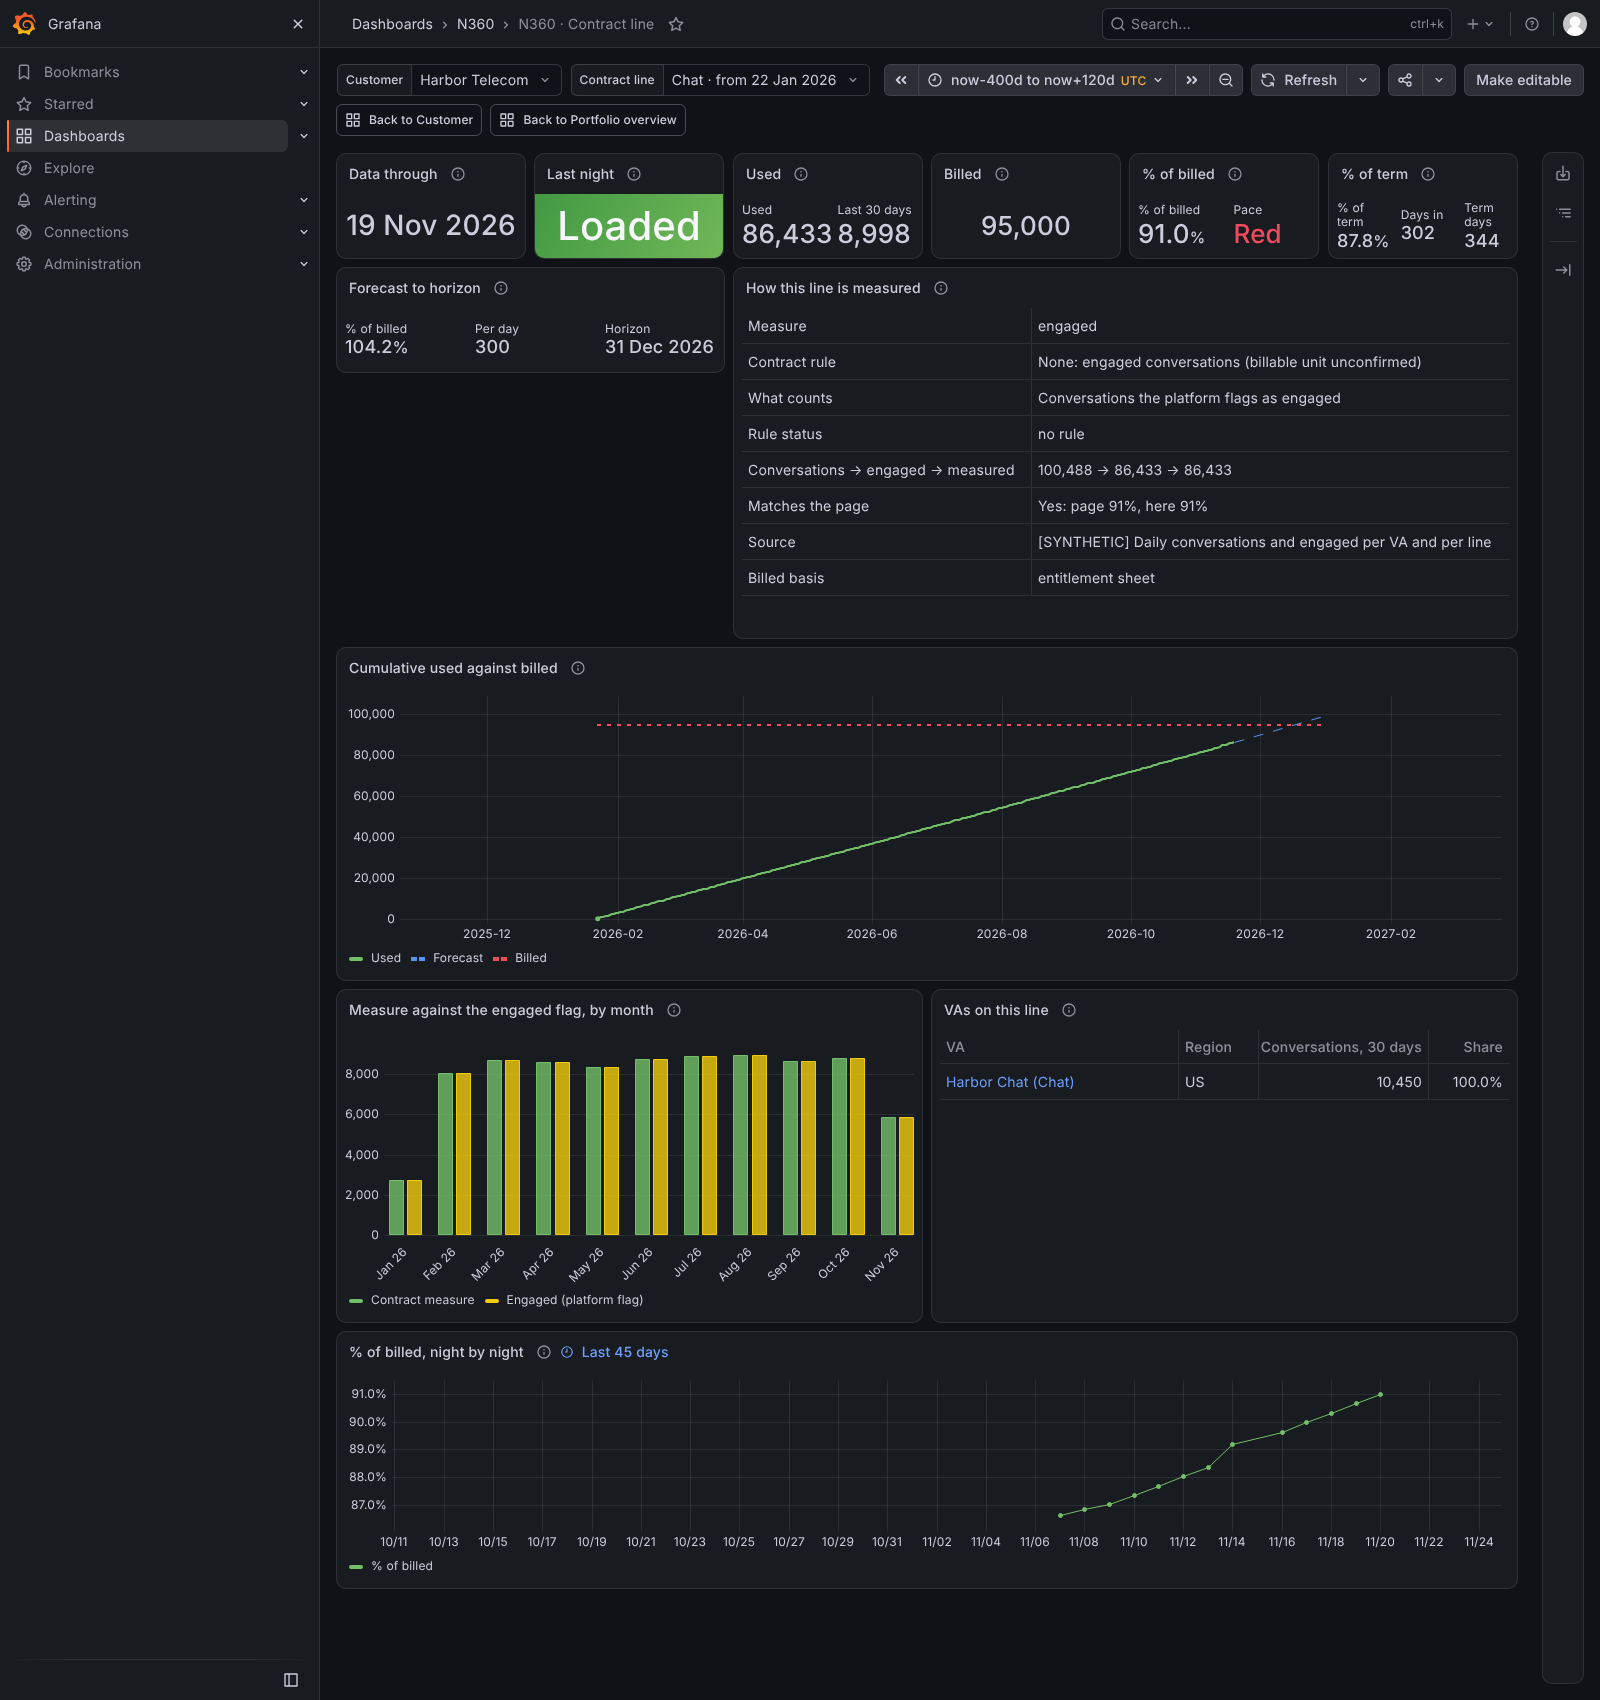 Grafana
Dashboards › N360 › N360 · Contract line
Search... ctrl+k
Bookmarks
Starred
Dashboards
Explore
Alerting
Connections
Administration
Customer Harbor Telecom
Contract line Chat · from 22 Jan 2026
now-400d to now+120d UTC
Refresh
Make editable
Back to Customer
Back to Portfolio overview
Data through
19 Nov 2026
Last night
Loaded
Used
Used Last 30 days
86,433 8,998
Billed
95,000
% of billed
% of billed Pace
91.0% Red
% of term
% of term
87.8%
Days in
302
Term days
344
Forecast to horizon
% of billed Per day Horizon
104.2% 300 31 Dec 2026
How this line is measured
Measure engaged
Contract rule None: engaged conversations (billable unit unconfirmed)
What counts Conversations the platform flags as engaged
Rule status no rule
Conversations → engaged → measured 100,488 → 86,433 → 86,433
Matches the page Yes: page 91%, here 91%
Source [SYNTHETIC] Daily conversations and engaged per VA and per line
Billed basis entitlement sheet
Cumulative used against billed
100,000
80,000
60,000
40,000
20,000
0
2025-12 2026-02 2026-04 2026-06 2026-08 2026-10 2026-12 2027-02
Used Forecast Billed
Measure against the engaged flag, by month
8,000
6,000
4,000
2,000
0
Jan 26 Feb 26 Mar 26 Apr 26 May 26 Jun 26 Jul 26 Aug 26 Sep 26 Oct 26 Nov 26
Contract measure Engaged (platform flag)
VAs on this line
VA Region Conversations, 30 days Share
Harbor Chat (Chat) US 10,450 100.0%
% of billed, night by night Last 45 days
91.0%
90.0%
89.0%
88.0%
87.0%
10/11 10/13 10/15 10/17 10/19 10/21 10/23 10/25 10/27 10/29 10/31 11/02 11/04 11/06 11/08 11/10 11/12 11/14 11/16 11/18 11/20 11/22 11/24
% of billed